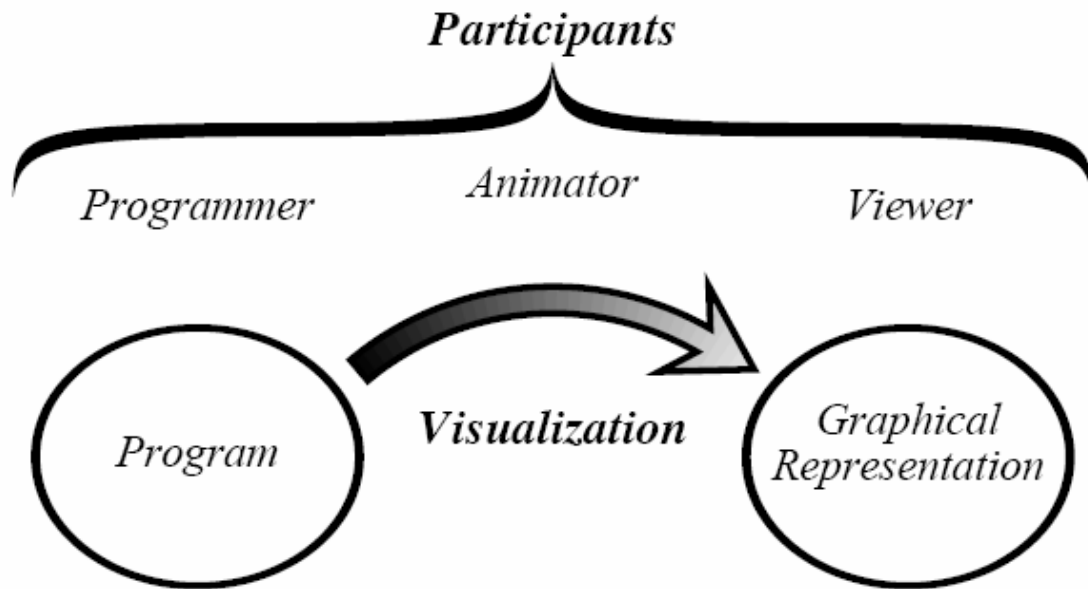 Participants
Programmer
Animator
Viewer
Program
Visualization
Graphical
Representation